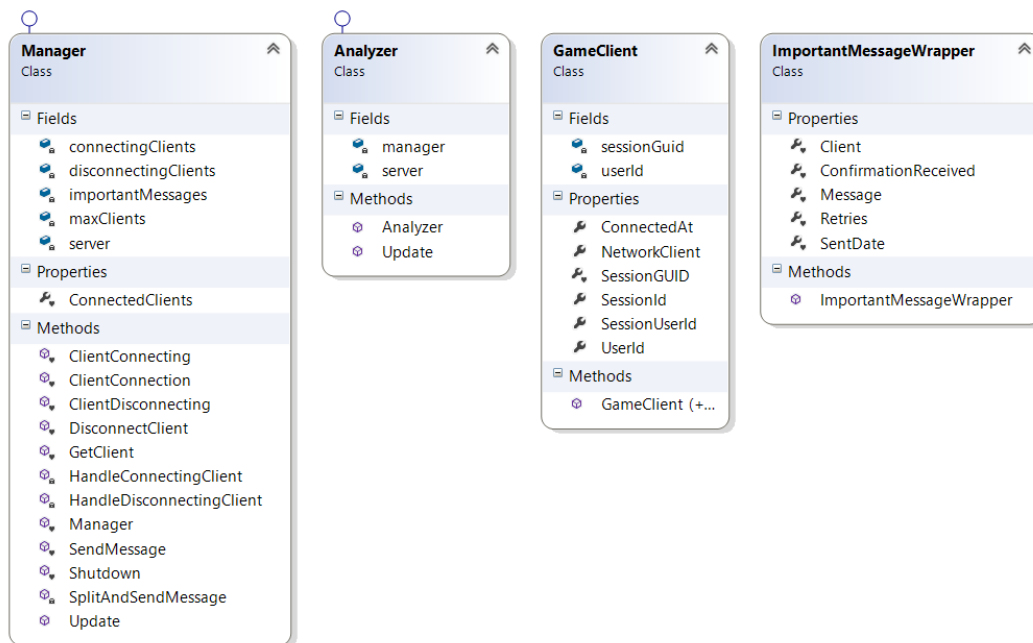 Manager
Class
Fields
connectingClients
disconnectingClients
importantMessages
maxClients
server
Properties
ConnectedClients
Methods
ClientConnecting
ClientConnection
ClientDisconnecting
DisconnectClient
GetClient
HandleConnectingClient
HandleDisconnectingClient
Manager
SendMessage
Shutdown
SplitAndSendMessage
Update
Analyzer
Class
Fields
manager
server
Methods
Analyzer
Update
GameClient
Class
Fields
sessionGuid
userId
Properties
ConnectedAt
NetworkClient
SessionGUID
SessionId
SessionUserId
UserId
Methods
GameClient (+...
ImportantMessageWrapper
Class
Properties
Client
ConfirmationReceived
Message
Retries
SentDate
Methods
ImportantMessageWrapper